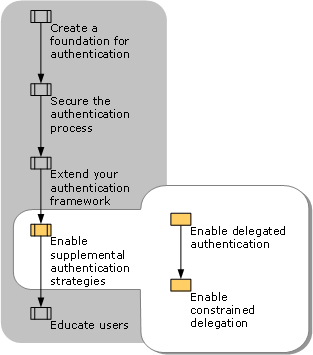 Create a
foundation for
authentication
Secure the
authentication
process
Extend your
authentication
framework
Enable
supplemental
authentication
strategies
Educate users
Enable delegated
authentication
Enable
constrained
delegation